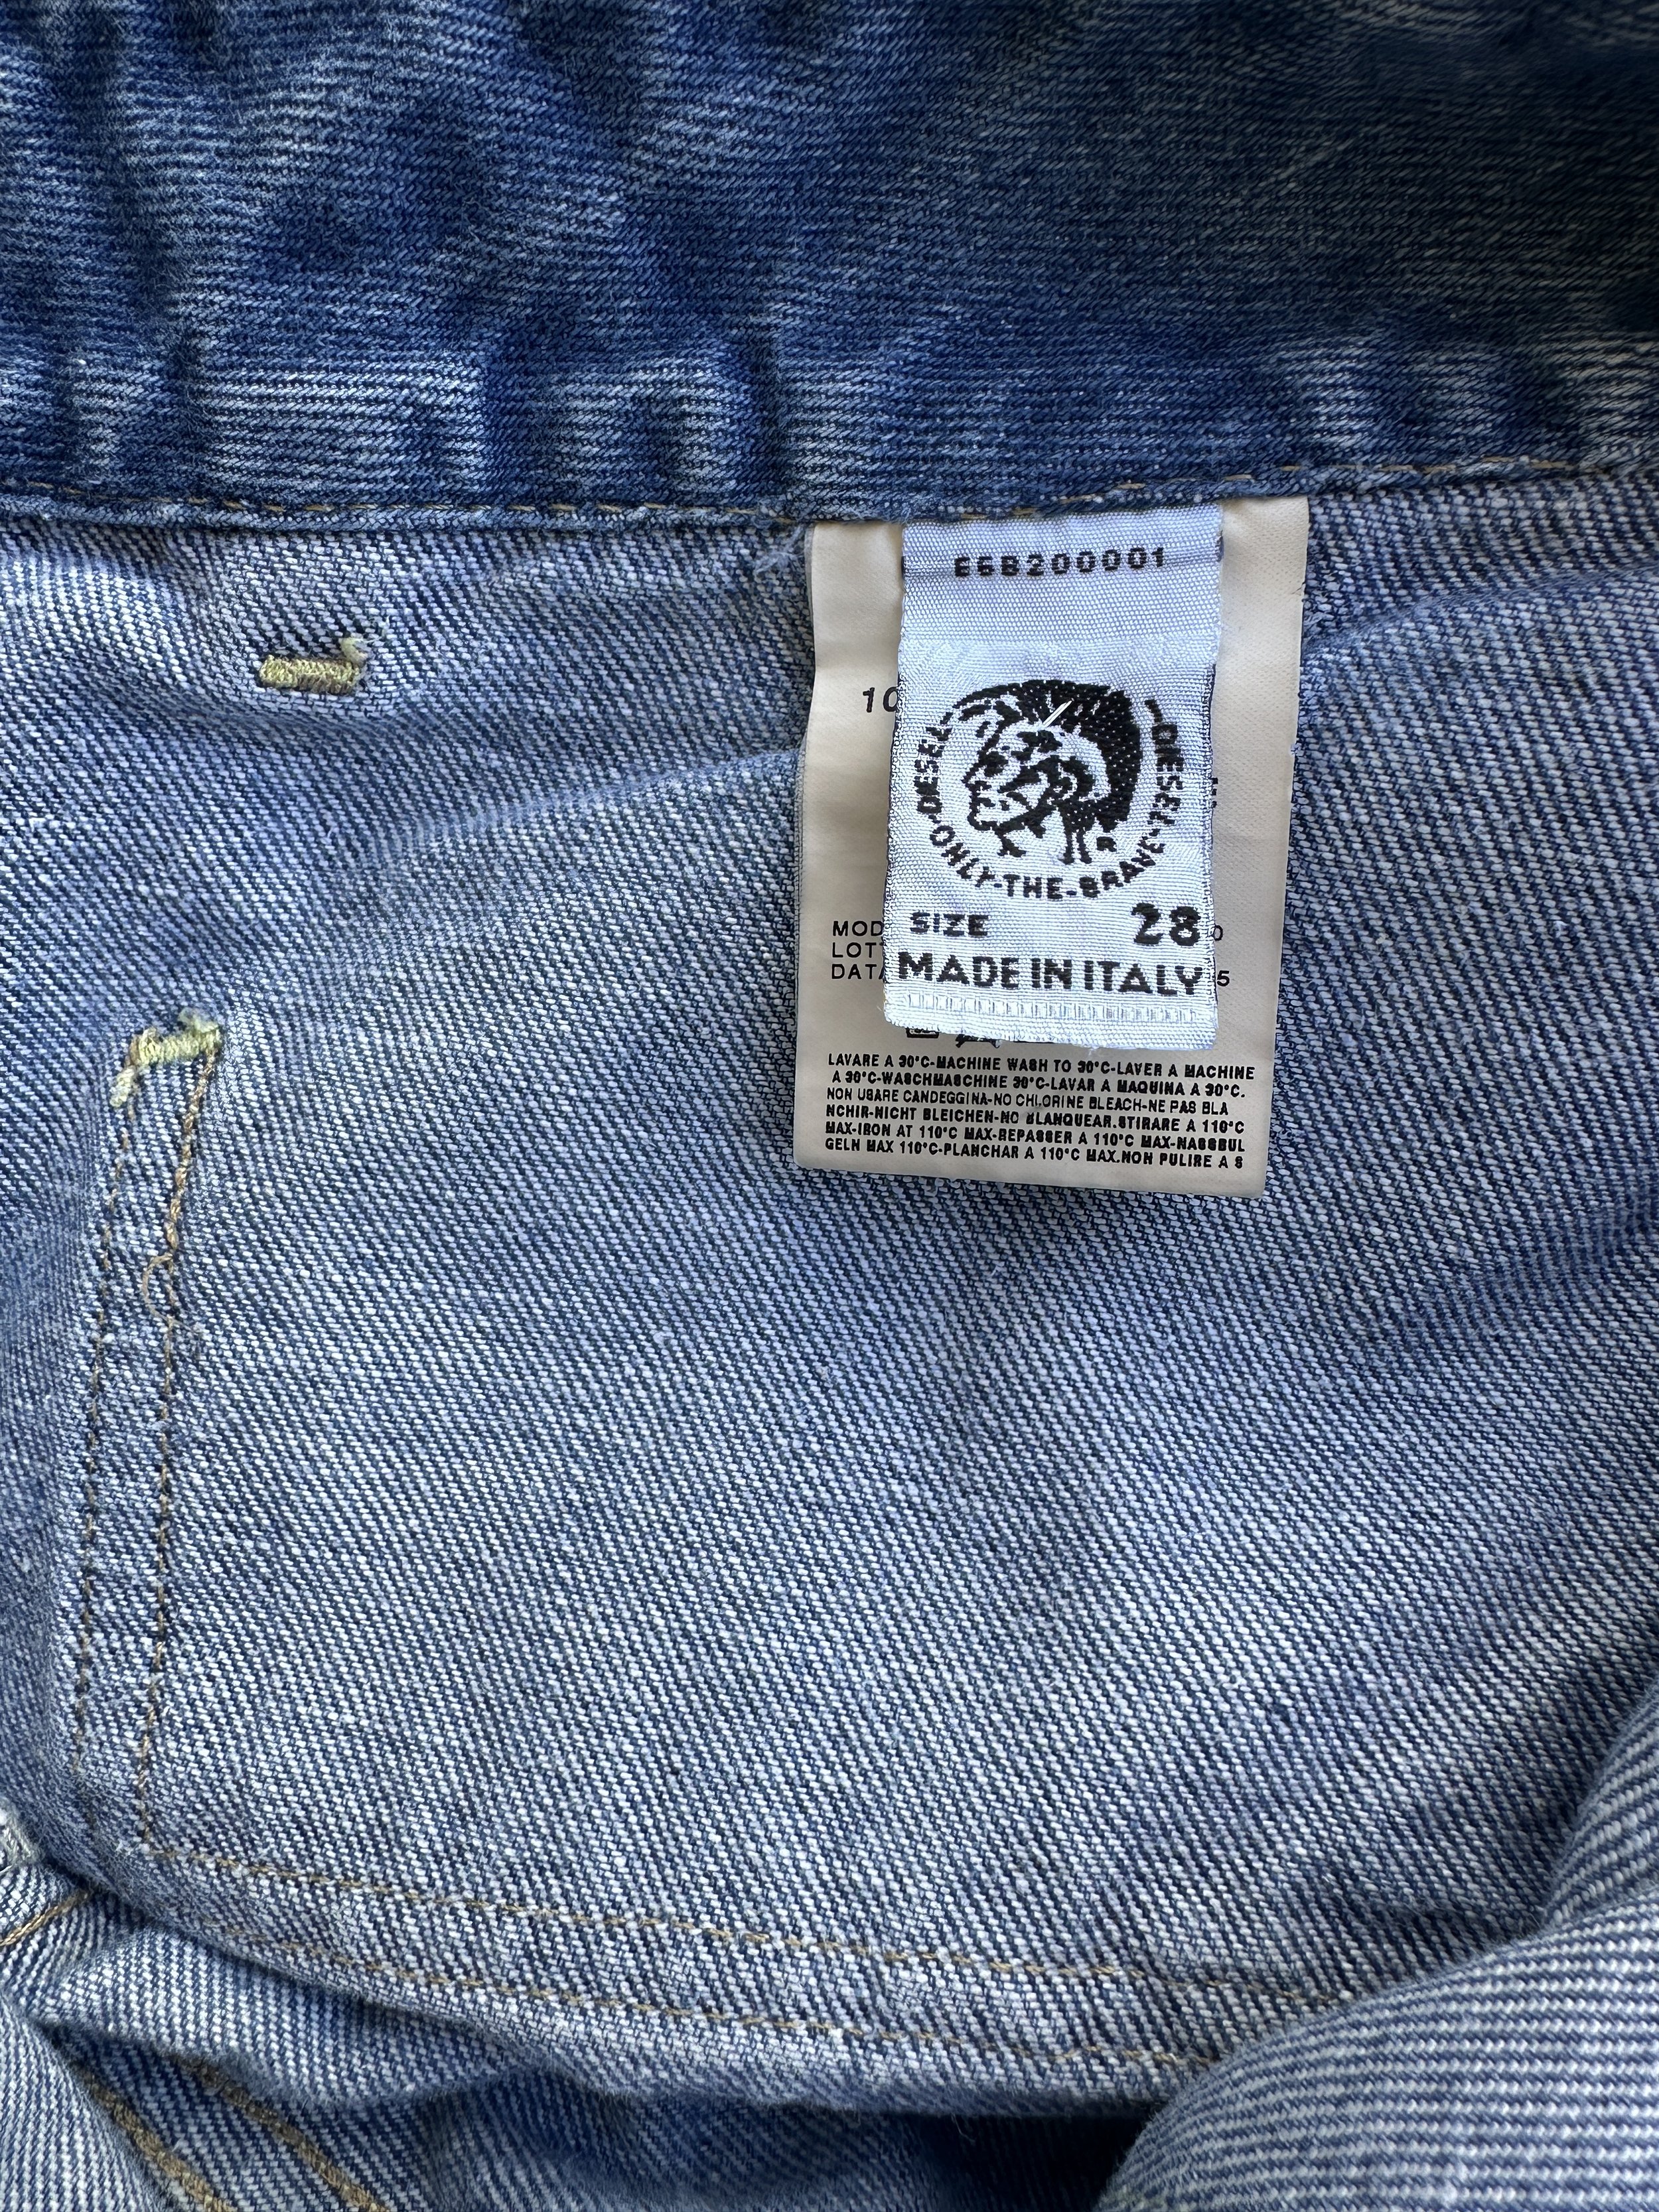 E6B200001
10
DIESEL-ONLY-THE-BRAVE-DIESEL
SIZE 28
MADE IN ITALY
MOD
LOT
DATA 5
LAVARE A 30°C-MACHINE WASH TO 30°C-LAVER A MACHINE
A 30°C-WASCHMASCHINE 30°C-LAVAR A MAQUINA A 30°C.
NON USARE CANDEGGINA-NO CHLORINE BLEACH-NE PAS BLA
NCHIR-NICHT BLEICHEN-NO BLANQUEAR.STIRARE A 110°C
MAX-IRON AT 110°C MAX-REPASSER A 110°C MAX-NASSBUL
GELN MAX 110°C-PLANCHAR A 110°C MAX.NON PULIRE A S